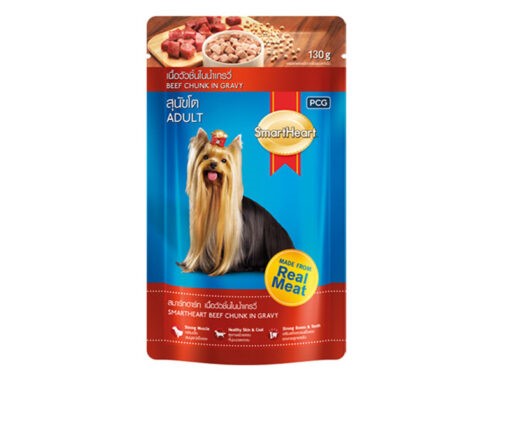 130g
เนื้อวัวชิ้นในน้ำเกรวี่
BEEF CHUNK IN GRAVY
สุนัขโต
ADULT
PCG
SmartHeart
MADE FROM
Real
Meat
สมาร์ทฮาร์ท เนื้อวัวชิ้นในน้ำเกรวี่
SMARTHEART BEEF CHUNK IN GRAVY
Strong Muscle
Healthy Skin & Coat
Strong Bones & Teeth